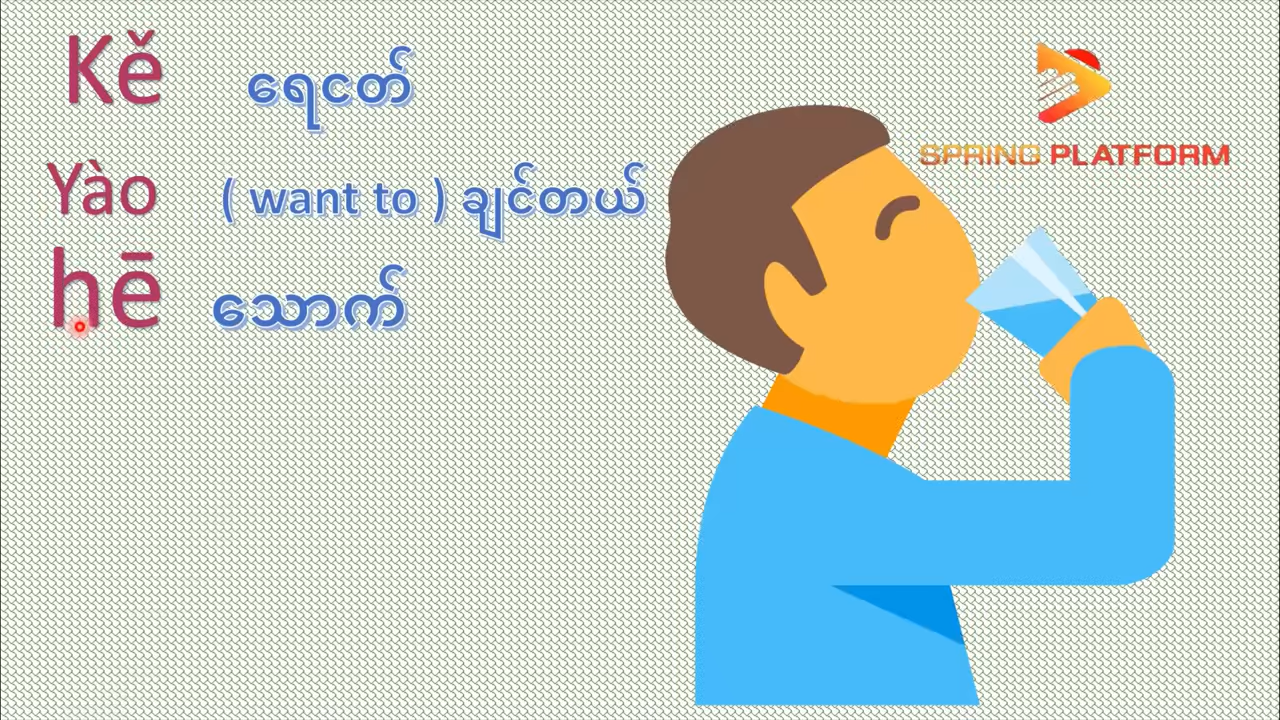 Kě ရေငတ်
SPRING PLATFORM
Yào ( want to ) ချင်တယ်
hē သောက်